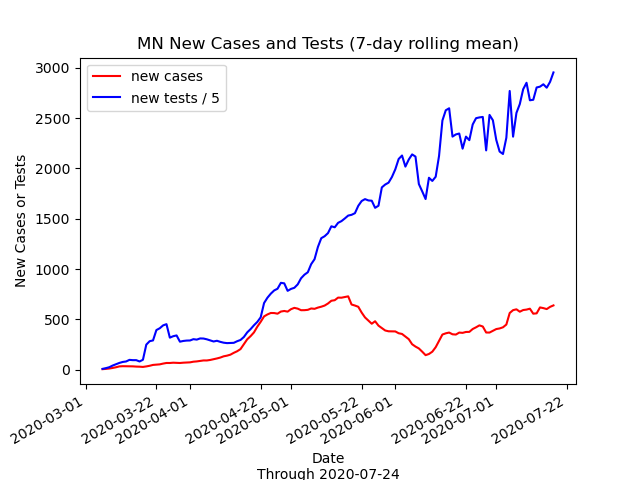 MN New Cases and Tests (7-day rolling mean)
new cases
new tests / 5
New Cases or Tests
3000
2500
2000
1500
1000
500
0
2020-03-01
2020-03-22
2020-04-01
2020-04-22
2020-05-01
2020-05-22
2020-06-01
2020-06-22
2020-07-01
2020-07-22
Date
Through 2020-07-24